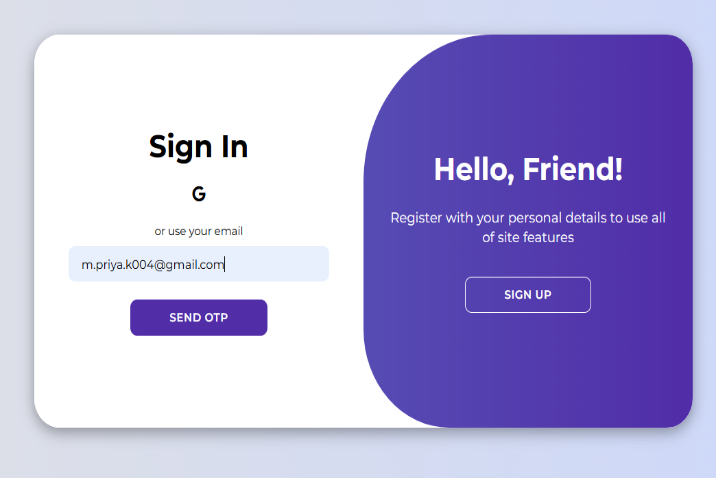 Sign In
G
or use your email
m.priya.k004@gmail.com
SEND OTP
Hello, Friend!
Register with your personal details to use all
of site features
SIGN UP